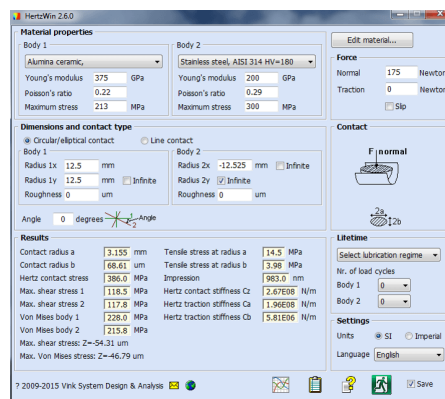 HertzWin 2.6.0
Material properties
Body 1
Alumina ceramic,
Young's modulus 375 GPa
Poisson's ratio 0.22
Maximum stress 213 MPa
Body 2
Stainless steel, AISI 314 HV=180
Young's modulus 200 GPa
Poisson's ratio 0.29
Maximum stress 300 MPa
Edit material...
Force
Normal 175 Newton
Traction 0 Newton
Slip
Dimensions and contact type
Circular/elliptical contact Line contact
Body 1
Radius 1x 12.5 mm
Radius 1y 12.5 mm Infinite
Roughness 0 um
Body 2
Radius 2x -12.525 mm Infinite
Radius 2y Infinite
Roughness 0 um
Angle 0 degrees Angle
Contact
F normal
2a
2b
Results
Contact radius a 3.155 mm
Contact radius b 68.61 um
Hertz contact stress 386.0 MPa
Max. shear stress 1 118.5 MPa
Max. shear stress 2 117.8 MPa
Von Mises body 1 228.0 MPa
Von Mises body 2 215.8 MPa
Max. shear stress: Z=-54.31 um
Max. Von Mises stress: Z=-46.79 um
Tensile stress at radius a 14.5 MPa
Tensile stress at radius b 3.98 MPa
Impression 983.0 nm
Hertz contact stiffness Cz 2.67E08 N/m
Hertz traction stiffness Ca 1.96E08 N/m
Hertz traction stiffness Cb 5.81E06 N/m
Lifetime
Select lubrication regime
Nr. of load cycles
Body 1 0
Body 2 0
Settings
Units SI Imperial
Language English
? 2009-2015 Vink System Design & Analysis
Save